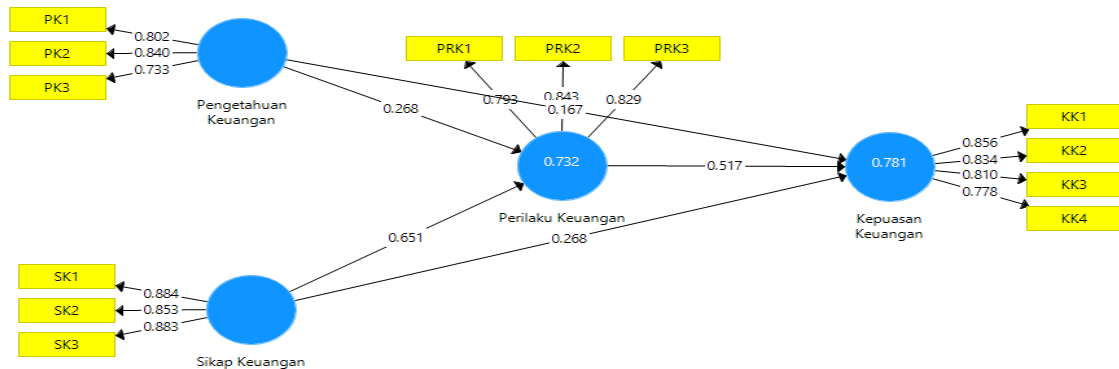 PK1
PK2
PK3
0.802
0.840
0.733
Pengetahuan
Keuangan
PRK1
PRK2
PRK3
0.793
0.843
0.829
0.268
0.167
0.732
Perilaku Keuangan
0.517
0.781
Kepuasan
Keuangan
0.856
0.834
0.810
0.778
KK1
KK2
KK3
KK4
0.651
0.268
SK1
SK2
SK3
0.884
0.853
0.883
Sikap Keuangan